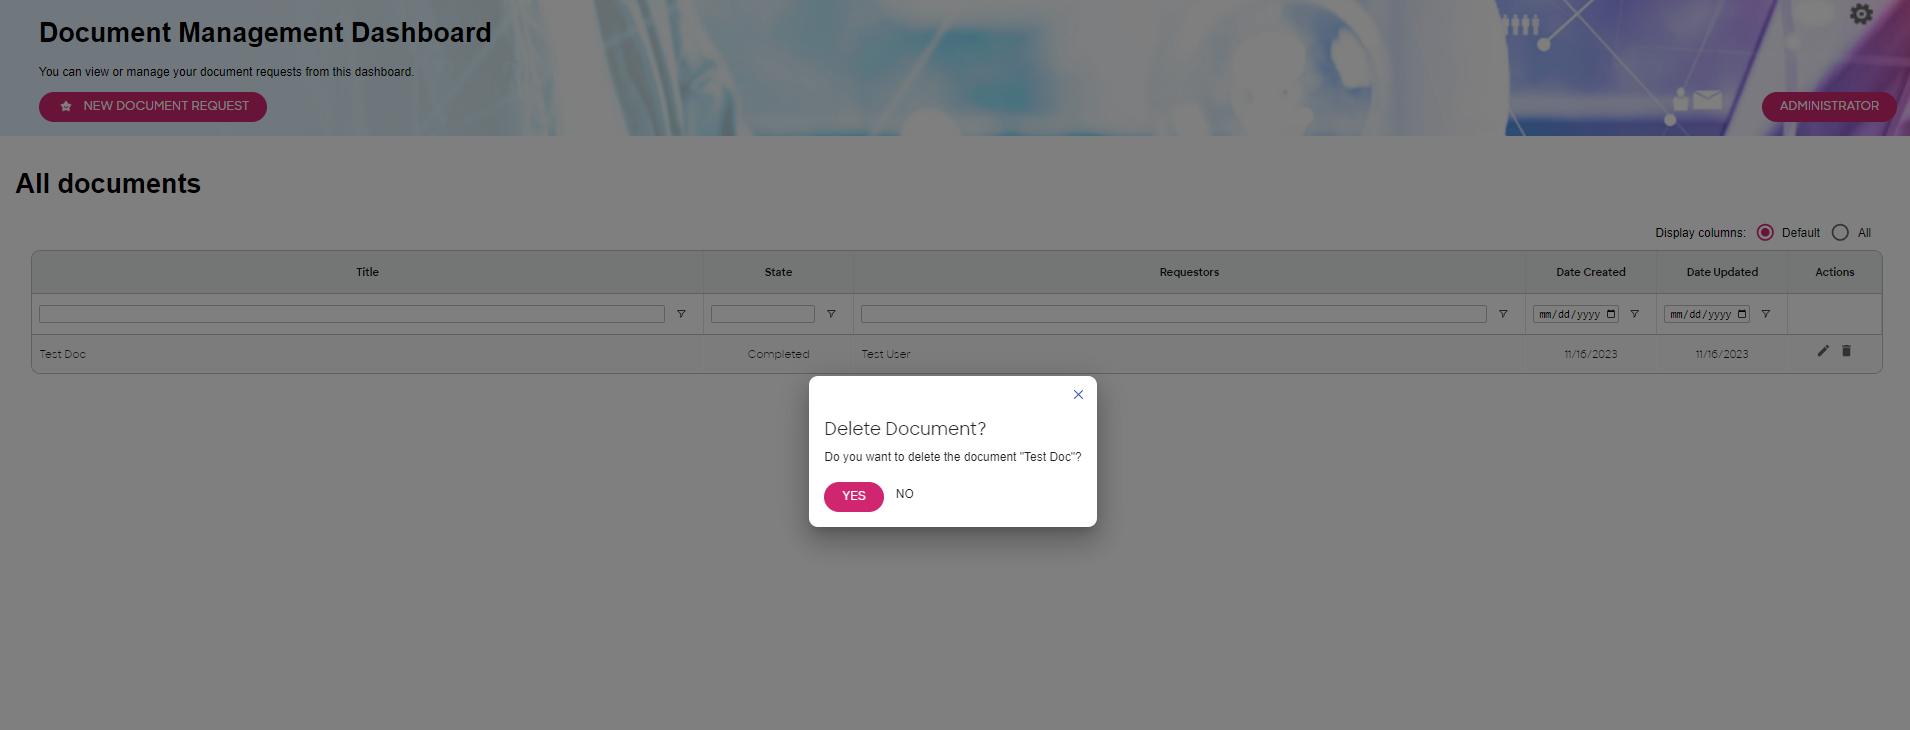 Document Management Dashboard
You can view or manage your document requests from this dashboard.
NEW DOCUMENT REQUEST
ADMINISTRATOR
All documents
Display columns: Default All
Title State Requestors Date Created Date Updated Actions
mm/dd/yyyy mm/dd/yyyy
Test Doc Completed Test User 11/16/2023 11/16/2023
Delete Document?
Do you want to delete the document "Test Doc"?
YES NO